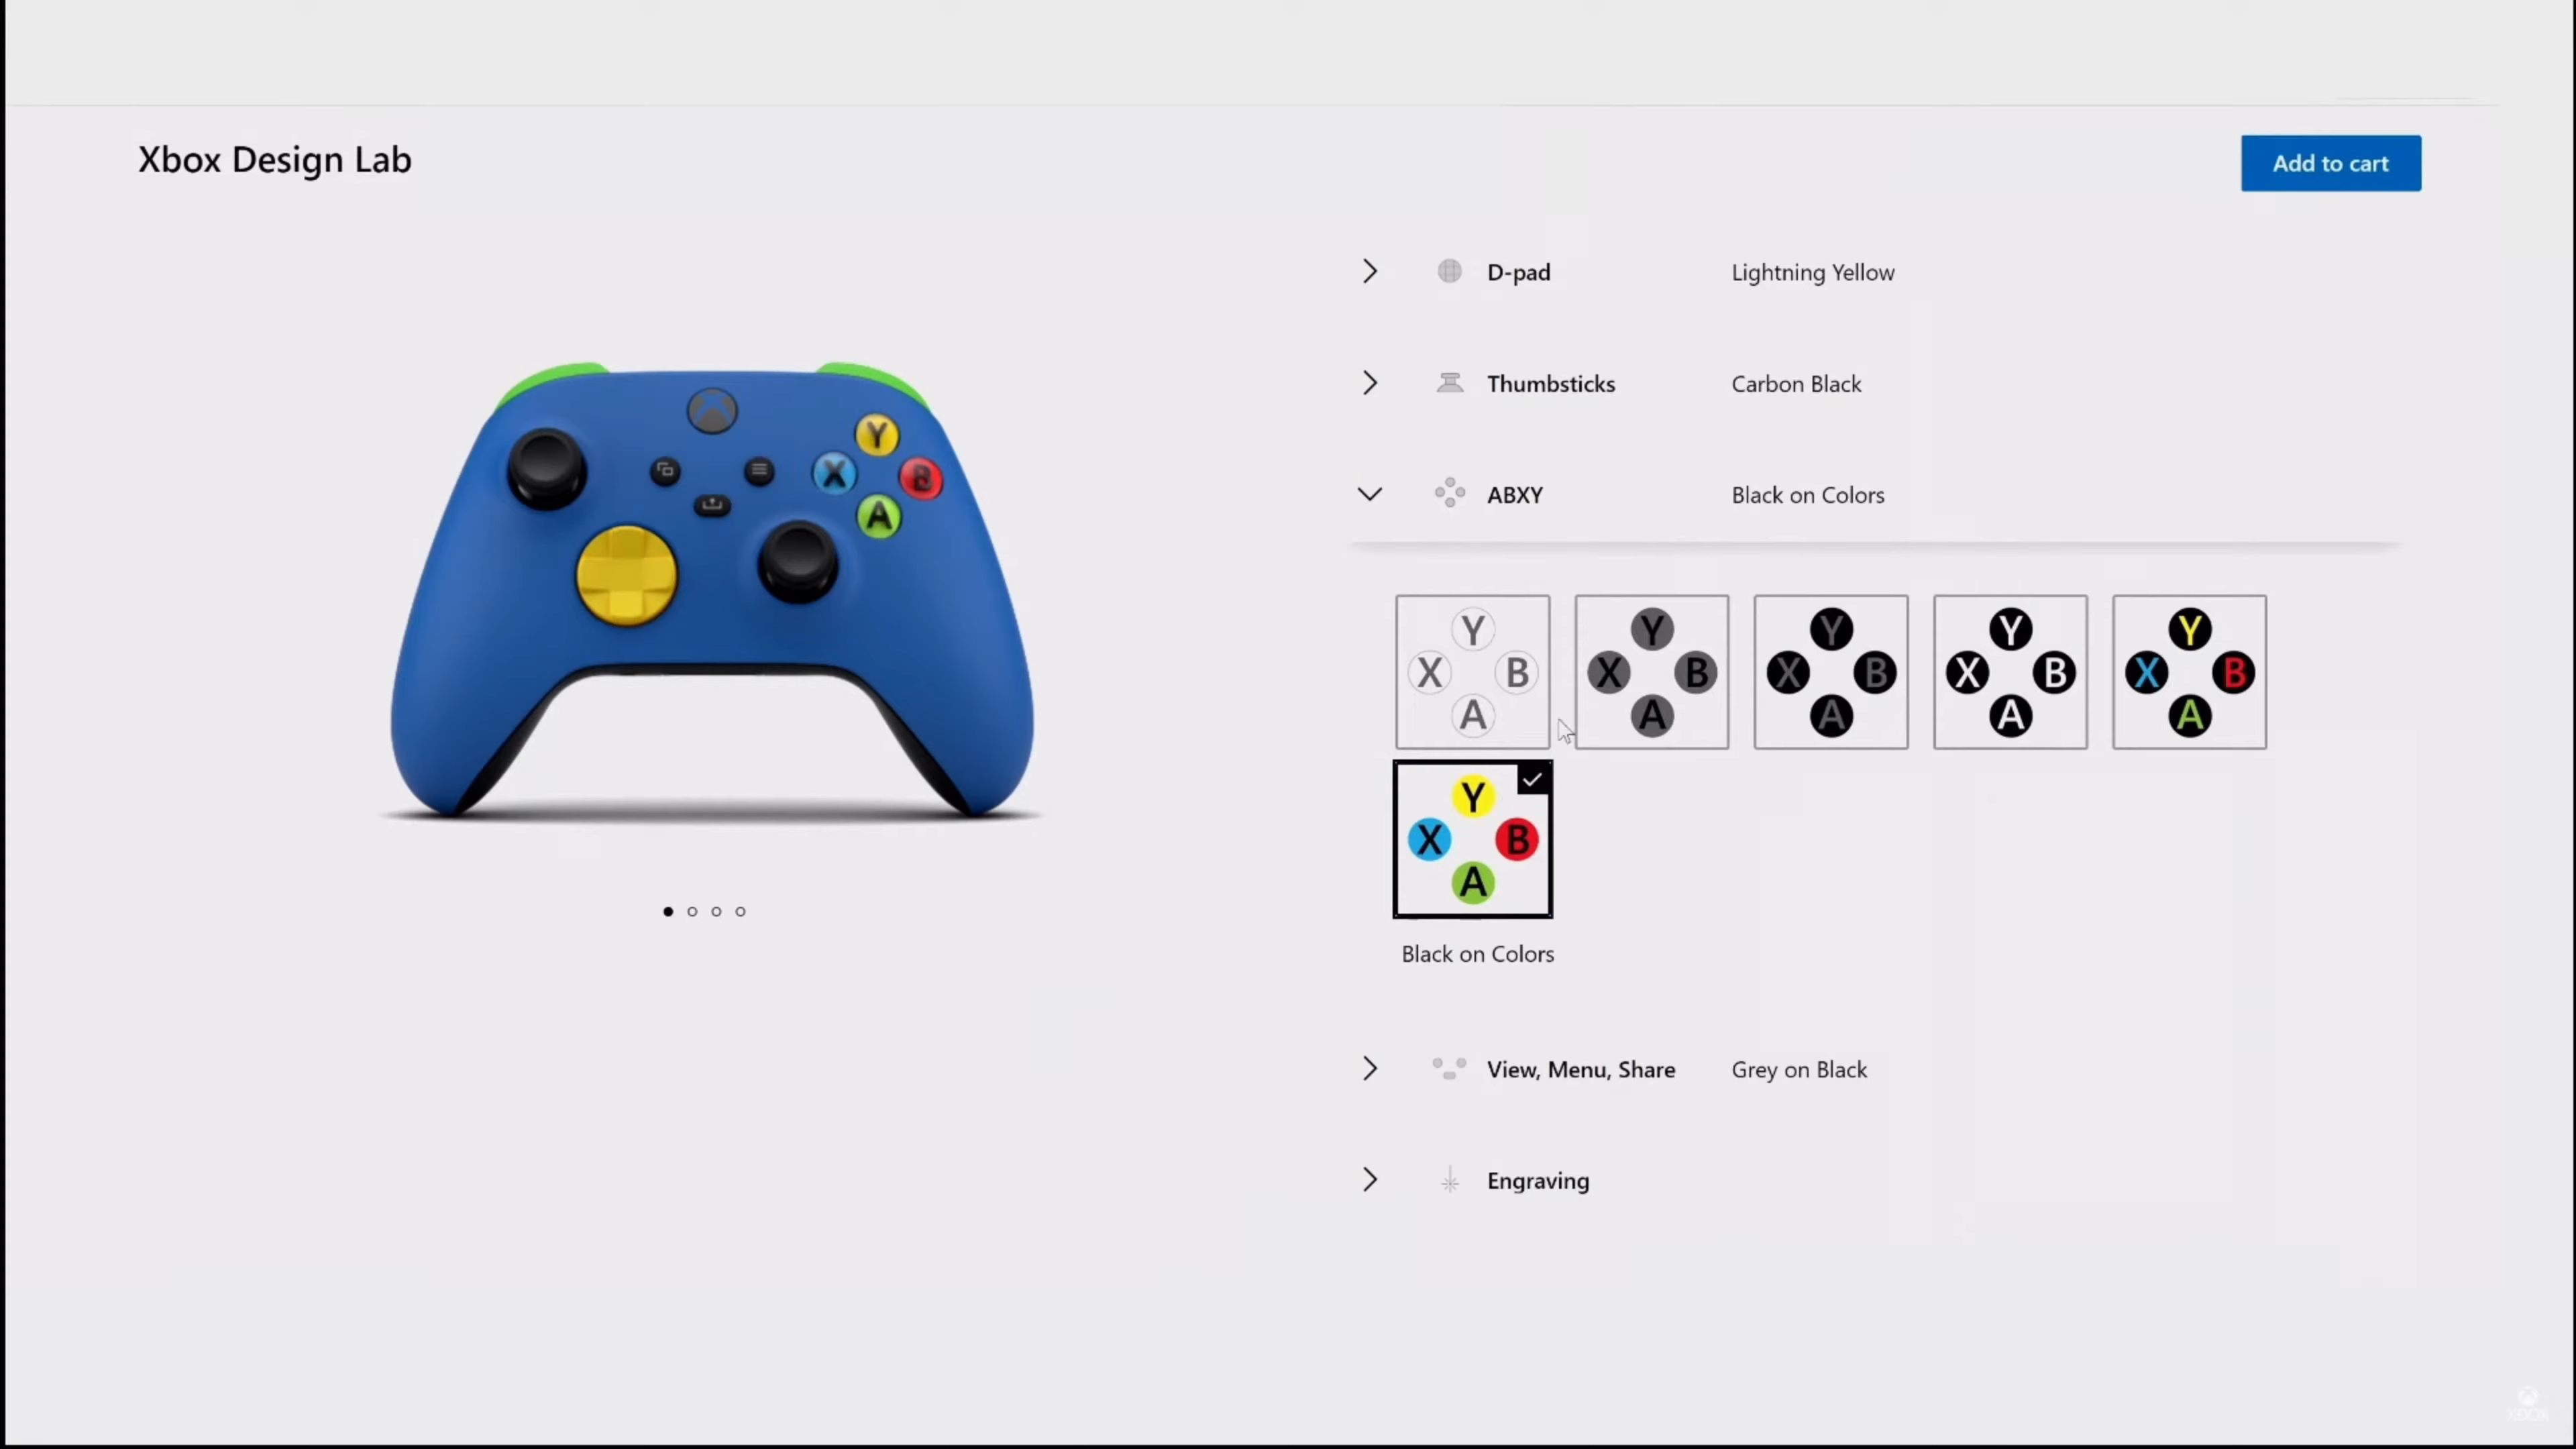 Xbox Design Lab
Add to cart
D-pad Lightning Yellow
Thumbsticks Carbon Black
ABXY Black on Colors
Y
X B
A
Y
X B
A
Y
X B
A
Y
X B
A
Y
X B
A
Y
X B
A
Y
X B
A
Black on Colors
View, Menu, Share Grey on Black
Engraving
XBOX